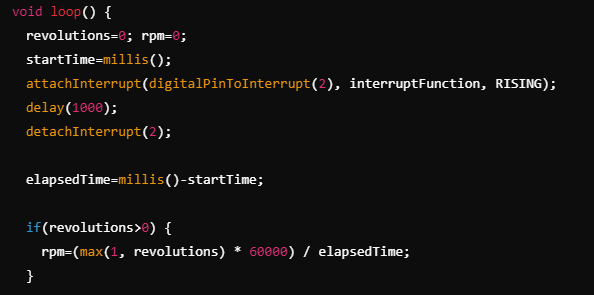 void loop() {
revolutions=0; rpm=0;
startTime=millis();
attachInterrupt(digitalPinToInterrupt(2), interruptFunction, RISING);
delay(1000);
detachInterrupt(2);
elapsedTime=millis()-startTime;
if(revolutions>0) {
rpm=(max(1, revolutions) * 60000) / elapsedTime;
}